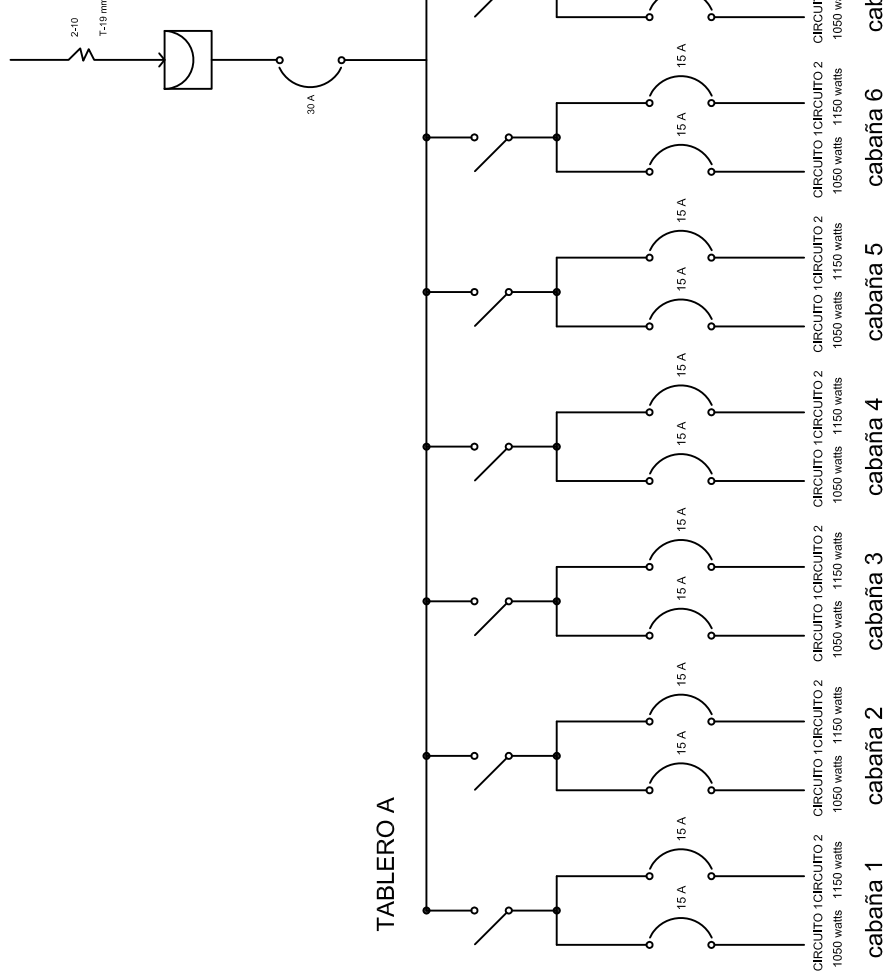 2-10
T-19 mm
30 A
TABLERO A
15 A
CIRCUITO 1
1050 watts
15 A
CIRCUITO 2
1150 watts
cabaña 1
15 A
CIRCUITO 1
1050 watts
15 A
CIRCUITO 2
1150 watts
cabaña 2
15 A
CIRCUITO 1
1050 watts
15 A
CIRCUITO 2
1150 watts
cabaña 3
15 A
CIRCUITO 1
1050 watts
15 A
CIRCUITO 2
1150 watts
cabaña 4
15 A
CIRCUITO 1
1050 watts
15 A
CIRCUITO 2
1150 watts
cabaña 5
15 A
CIRCUITO 1
1050 watts
15 A
CIRCUITO 2
1150 watts
cabaña 6
15 A
1050